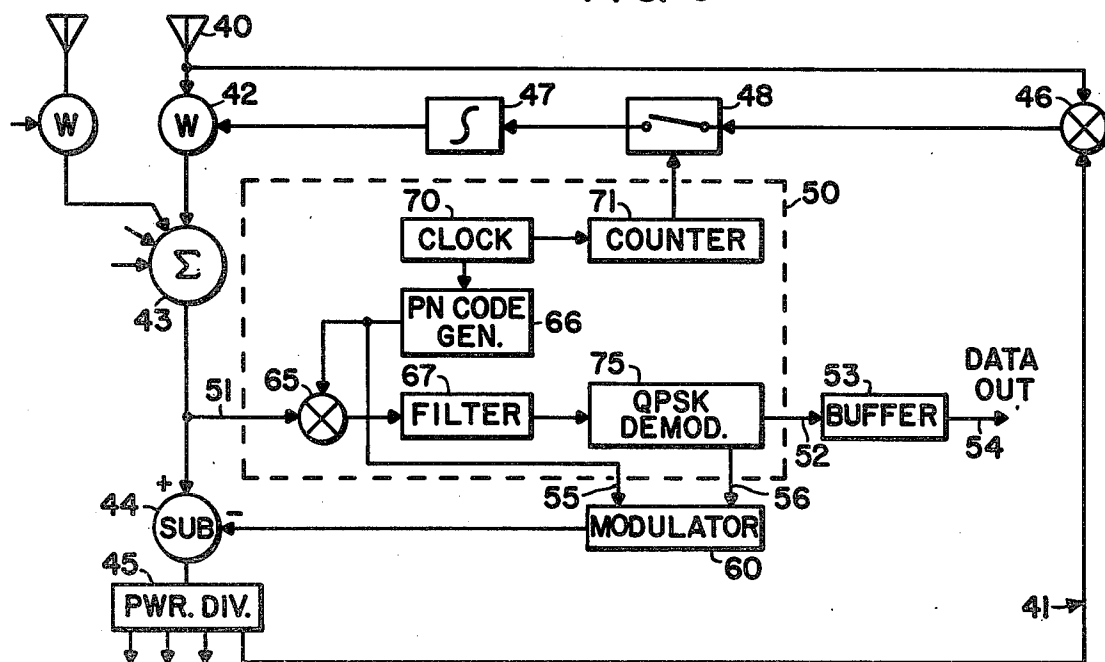 40
W
42
W
47
∫
48
46
50
70
CLOCK
71
COUNTER
Σ
43
PN CODE
GEN.
66
65
67
FILTER
75
QPSK
DEMOD.
51
52
53
BUFFER
DATA
OUT
54
+
44
SUB
-
55
56
MODULATOR
60
45
PWR. DIV.
41